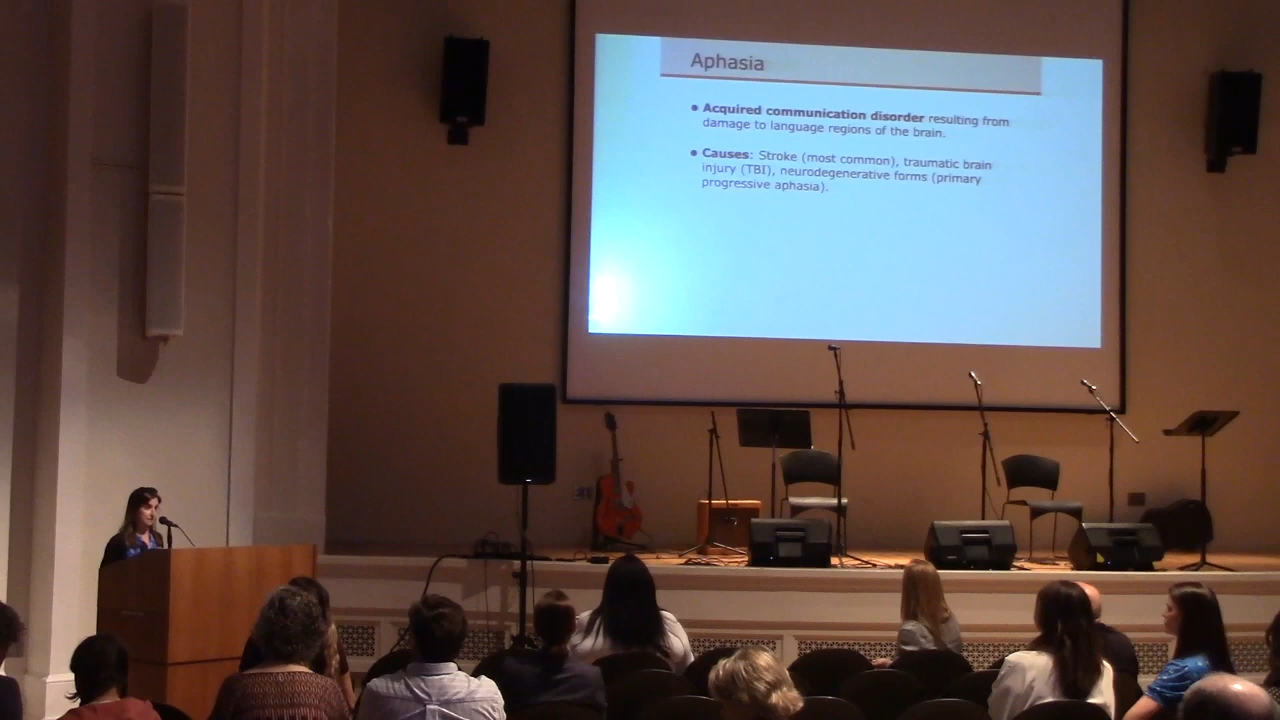 Aphasia
• Acquired communication disorder resulting from
damage to language regions of the brain.
• Causes: Stroke (most common), traumatic brain
injury (TBI), neurodegenerative forms (primary
progressive aphasia).